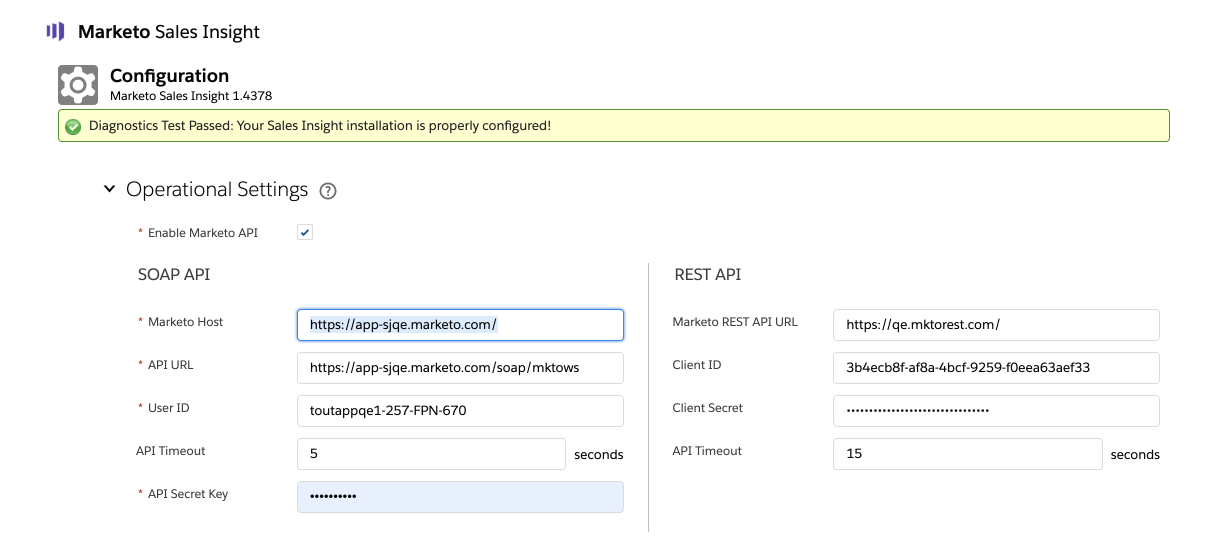 Marketo Sales Insight
Configuration
Marketo Sales Insight 1.4378
Diagnostics Test Passed: Your Sales Insight installation is properly configured!
Operational Settings ?
* Enable Marketo API
SOAP API
* Marketo Host https://app-sjqe.marketo.com/
* API URL https://app-sjqe.marketo.com/soap/mktows
* User ID toutappqe1-257-FPN-670
API Timeout 5 seconds
* API Secret Key ••••••••••
REST API
Marketo REST API URL https://qe.mktorest.com/
Client ID 3b4ecb8f-af8a-4bcf-9259-f0eea63aef33
Client Secret ••••••••••••••••••••••••••••••••
API Timeout 15 seconds